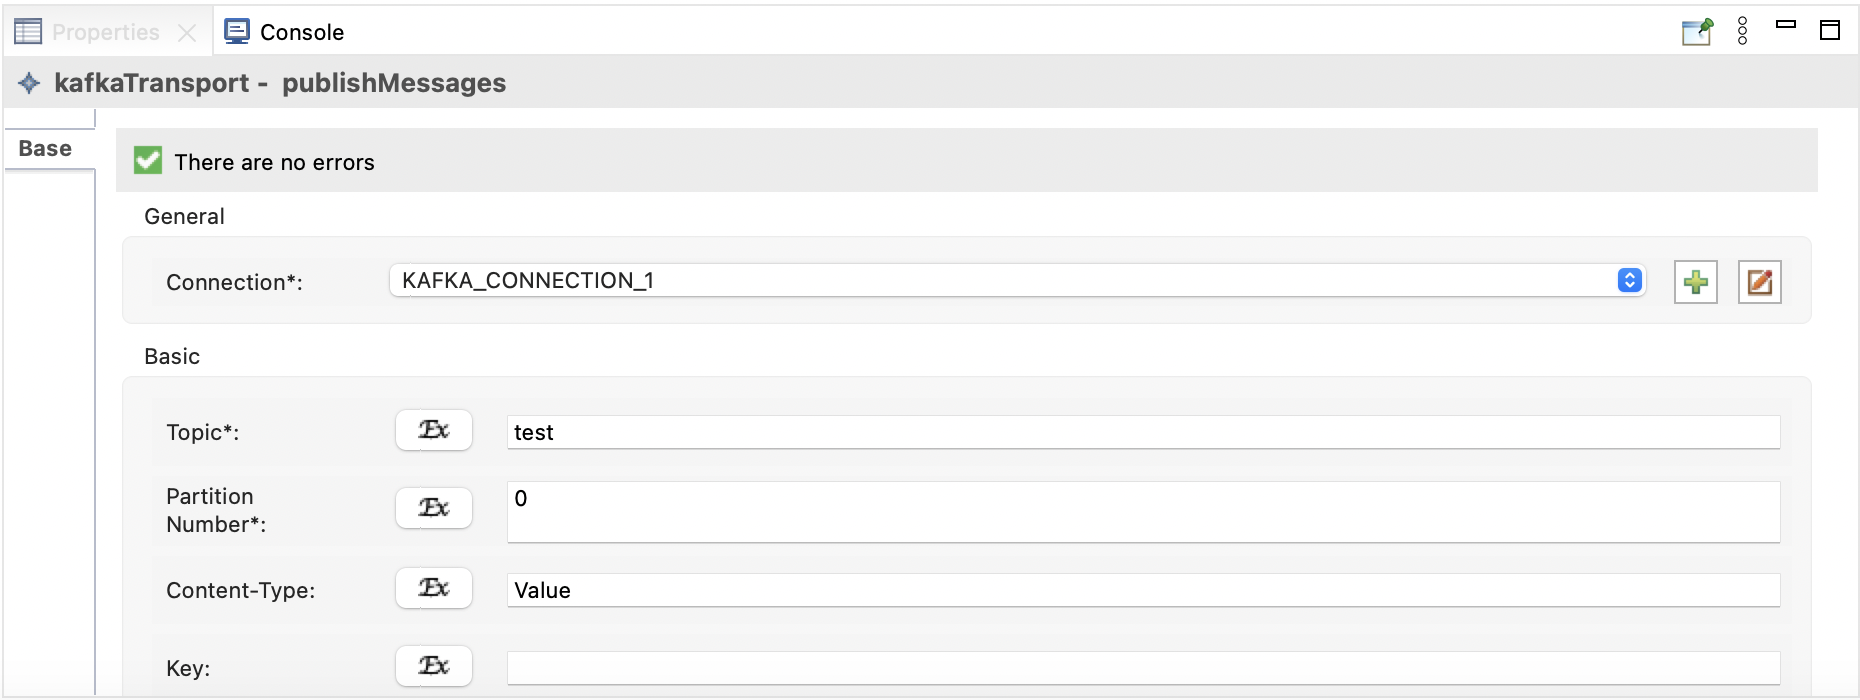 Properties
Console
kafkaTransport - publishMessages
Base
There are no errors
General
Connection*:
KAFKA_CONNECTION_1
Basic
Topic*:
Ex
test
Partition
Number*:
Ex
0
Content-Type:
Ex
Value
Key:
Ex